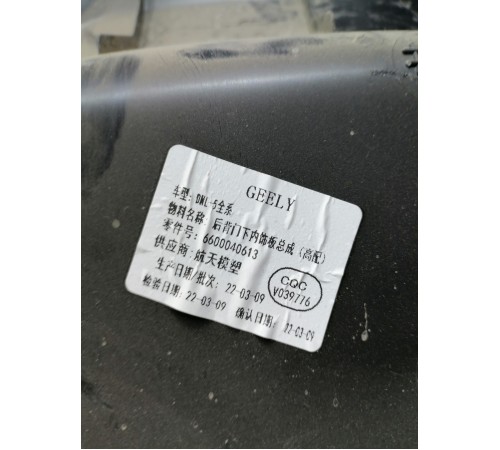 GEELY
车型: DML-5全系
物料名称: 后背门下内饰板总成(高配)
零件号: 6600040613
供应商: 航天模塑
生产日期/批次: 22-03-09
CQC
V039776
检验日期: 22-03-09 确认日期: 22-03-09